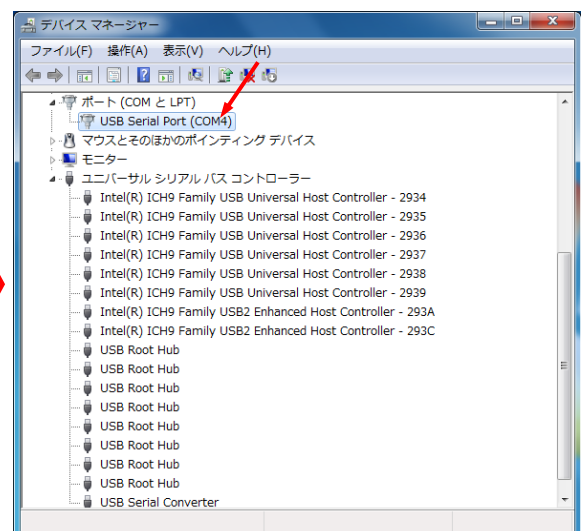 デバイス マネージャー
ファイル(F) 操作(A) 表示(V) ヘルプ(H)
ポート (COM と LPT)
USB Serial Port (COM4)
マウスとそのほかのポインティング デバイス
モニター
ユニバーサル シリアル バス コントローラー
Intel(R) ICH9 Family USB Universal Host Controller - 2934
Intel(R) ICH9 Family USB Universal Host Controller - 2935
Intel(R) ICH9 Family USB Universal Host Controller - 2936
Intel(R) ICH9 Family USB Universal Host Controller - 2937
Intel(R) ICH9 Family USB Universal Host Controller - 2938
Intel(R) ICH9 Family USB Universal Host Controller - 2939
Intel(R) ICH9 Family USB2 Enhanced Host Controller - 293A
Intel(R) ICH9 Family USB2 Enhanced Host Controller - 293C
USB Root Hub
USB Root Hub
USB Root Hub
USB Root Hub
USB Root Hub
USB Root Hub
USB Root Hub
USB Root Hub
USB Serial Converter